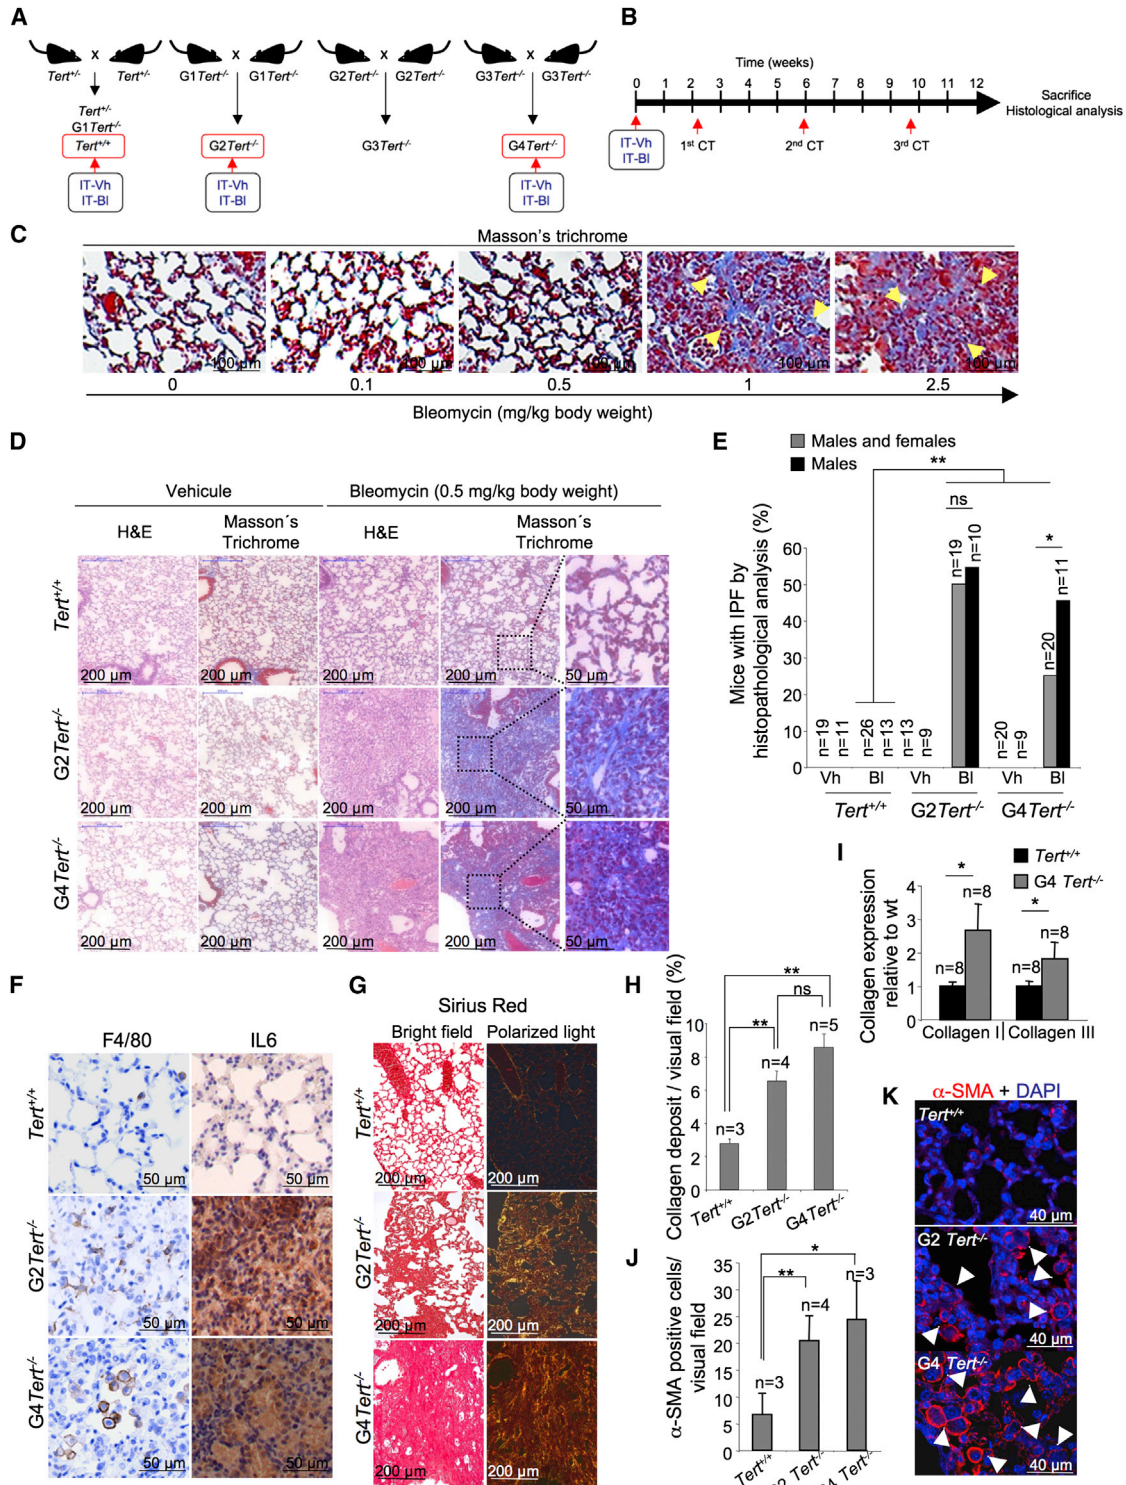 A
x
x
x
x
Tert+/-
Tert+/-
G1Tert-/-
G1Tert-/-
G2Tert-/-
G2Tert-/-
G3Tert-/-
G3Tert-/-
Tert+/-
G1Tert-/-
Tert+/+
G2Tert-/-
G3Tert-/-
G4Tert-/-
IT-Vh
IT-Bl
IT-Vh
IT-Bl
IT-Vh
IT-Bl
B
Time (weeks)
0 1 2 3 4 5 6 7 8 9 10 11 12
Sacrifice
Histological analysis
IT-Vh
IT-Bl
1st CT
2nd CT
3rd CT
C
Masson's trichrome
100 µm
100 µm
100 µm
100 µm
100 µm
0 0.1 0.5 1 2.5
Bleomycin (mg/kg body weight)
D
Vehicule
Bleomycin (0.5 mg/kg body weight)
H&E
Masson´s
Trichrome
H&E
Masson´s
Trichrome
Tert+/+
200 µm
200 µm
200 µm
200 µm
50 µm
G2Tert-/-
200 µm
200 µm
200 µm
200 µm
50 µm
G4Tert-/-
200 µm
200 µm
200 µm
200 µm
50 µm
E
Males and females
Males
**
ns
*
Mice with IPF by
histopathological analysis (%)
60
50
40
30
20
10
0
n=19
n=11
n=26
n=13
n=13
n=9
n=19
n=10
n=20
n=9
n=20
n=11
Vh Bl Vh Bl Vh Bl
Tert+/+ G2Tert-/- G4Tert-/-
F
F4/80
IL6
Tert+/+
50 µm
50 µm
G2Tert-/-
50 µm
50 µm
G4Tert-/-
50 µm
50 µm
G
Sirius Red
Bright field
Polarized light
Tert+/+
200 µm
200 µm
G2Tert-/-
200 µm
200 µm
G4Tert-/-
200 µm
200 µm
H
Collagen deposit / visual field (%)
10
8
6
4
2
0
**
ns
**
n=3
n=4
n=5
Tert+/+
G2Tert-/-
G4Tert-/-
I
Tert+/+
G4 Tert-/-
Collagen expression
relative to wt
4
3
2
1
0
*
*
n=8
n=8
n=8
n=8
Collagen I
Collagen III
J
α-SMA positive cells/
visual field
35
30
25
20
15
10
5
0
*
**
n=3
n=4
n=3
Tert+/+
Tert-/-
Tert-/-
K
α-SMA + DAPI
Tert+/+
40 µm
G2 Tert-/-
40 µm
G4 Tert-/-
40 µm